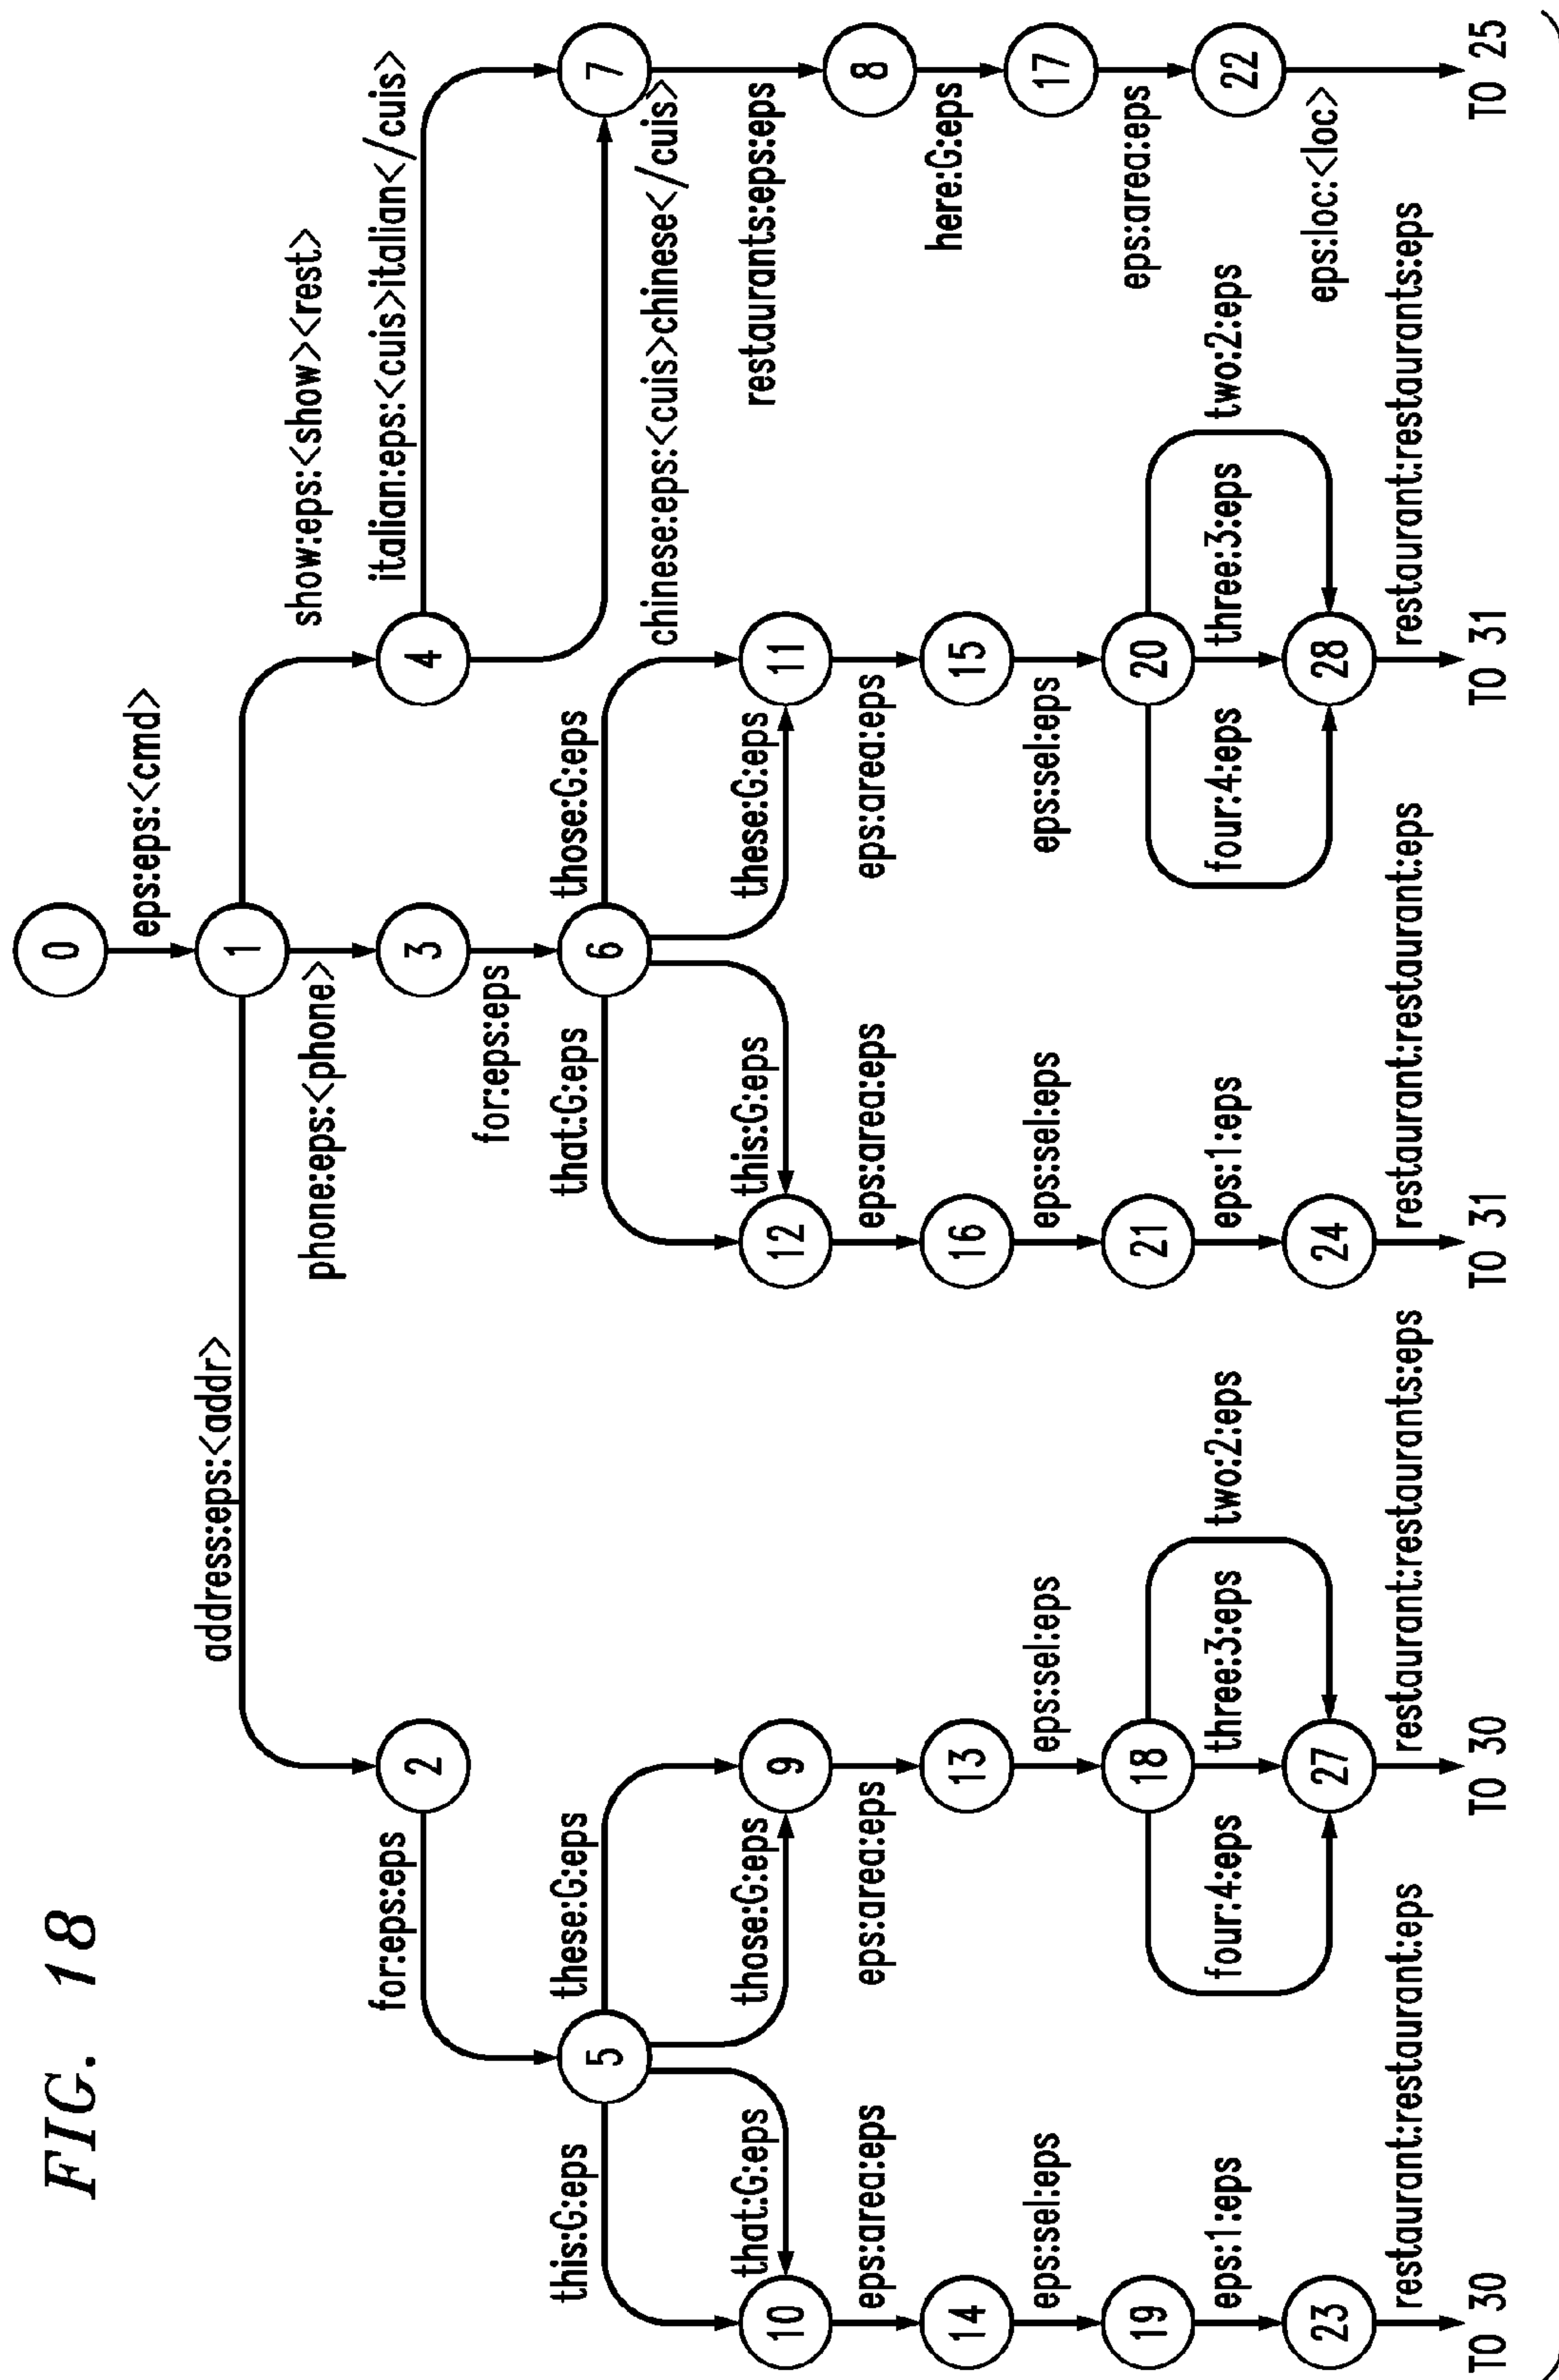 FIG. 18
0
eps:eps:<cmd>
1
address:eps:<addr>
phone:eps:<phone>
show:eps:<show><rest>
2
3
4
for:eps:eps
for:eps:eps
italian:eps:<cuis>italian</cuis>
5
6
7
this:G:eps
these:G:eps
that:G:eps
those:G:eps
chinese:eps:<cuis>chinese</cuis>
that:G:eps
those:G:eps
this:G:eps
these:G:eps
restaurants:eps:eps
10
9
12
11
8
eps:area:eps
eps:area:eps
eps:area:eps
eps:area:eps
here:G:eps
14
13
16
15
17
eps:sel:eps
eps:sel:eps
eps:sel:eps
eps:sel:eps
eps:area:eps
19
18
21
20
22
eps:1:eps
four:4:eps
three:3:eps
two:2:eps
eps:1:eps
four:4:eps
three:3:eps
two:2:eps
eps:loc:<loc>
23
27
24
28
restaurant:restaurant:eps
restaurant:restaurants:eps
restaurant:restaurant:eps
restaurant:restaurants:eps
TO 30
TO 30
TO 31
TO 31
TO 25